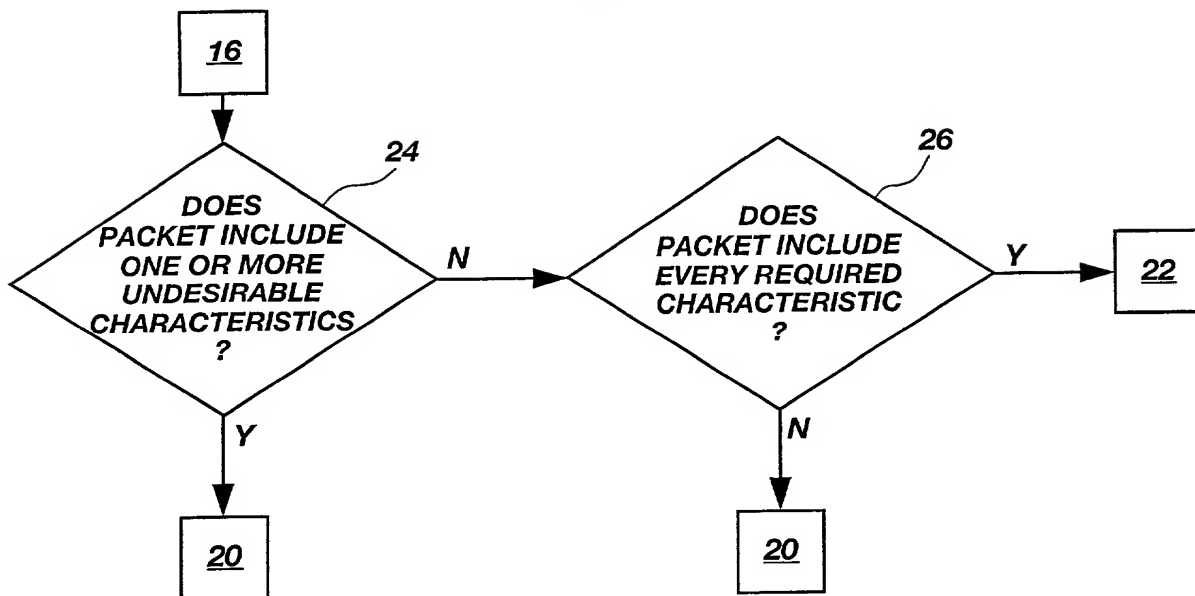 16
24
DOES
PACKET INCLUDE
ONE OR MORE
UNDESIRABLE
CHARACTERISTICS
?
N
Y
20
26
DOES
PACKET INCLUDE
EVERY REQUIRED
CHARACTERISTIC
?
Y
22
N
20